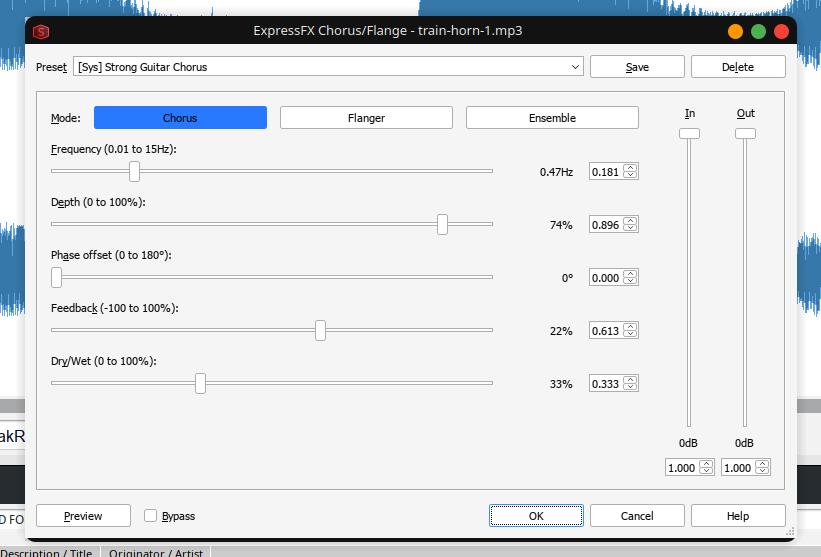 ExpressFX Chorus/Flange - train-horn-1.mp3
Preset [Sys] Strong Guitar Chorus Save Delete
Mode: Chorus Flanger Ensemble In Out
Frequency (0.01 to 15Hz):
0.47Hz 0.181
Depth (0 to 100%):
74% 0.896
Phase offset (0 to 180°):
0° 0.000
Feedback (-100 to 100%):
22% 0.613
Dry/Wet (0 to 100%):
33% 0.333
0dB 0dB
1.000 1.000
akR
Preview Bypass OK Cancel Help
D FO
Description / Title Originator / Artist